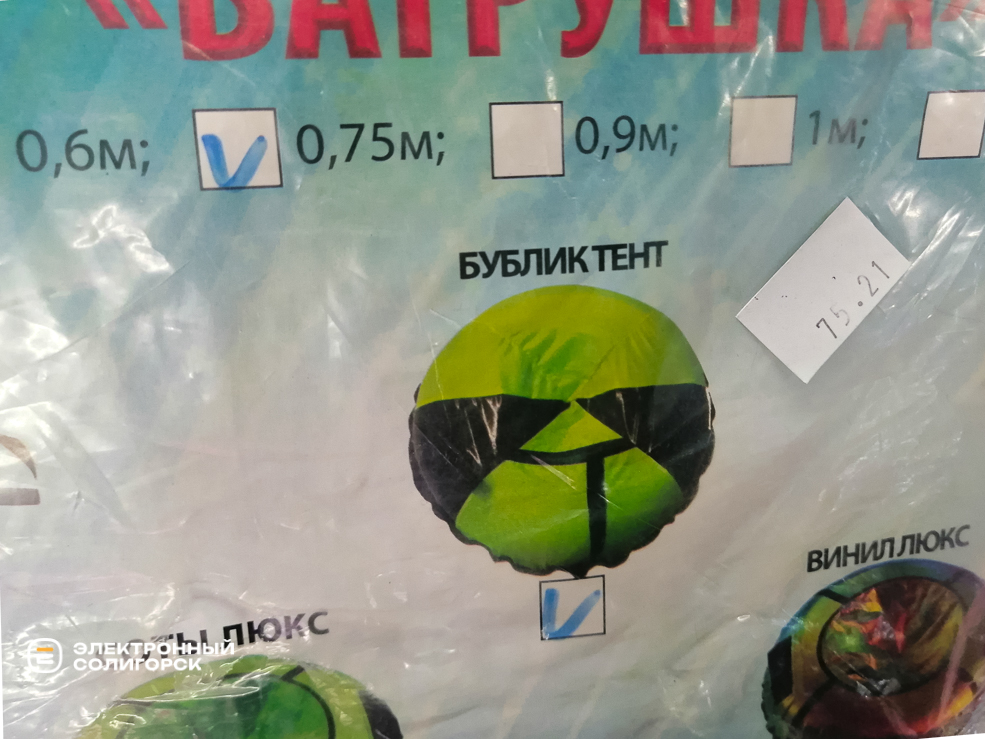 «ВАТРУШКА»
0,6м; 0,75м; 0,9м; 1м;
БУБЛИК ТЕНТ
75.21
ВИНИЛ ЛЮКС
ЛЮКС
ЭЛЕКТРОННЫЙ
СОЛИГОРСК